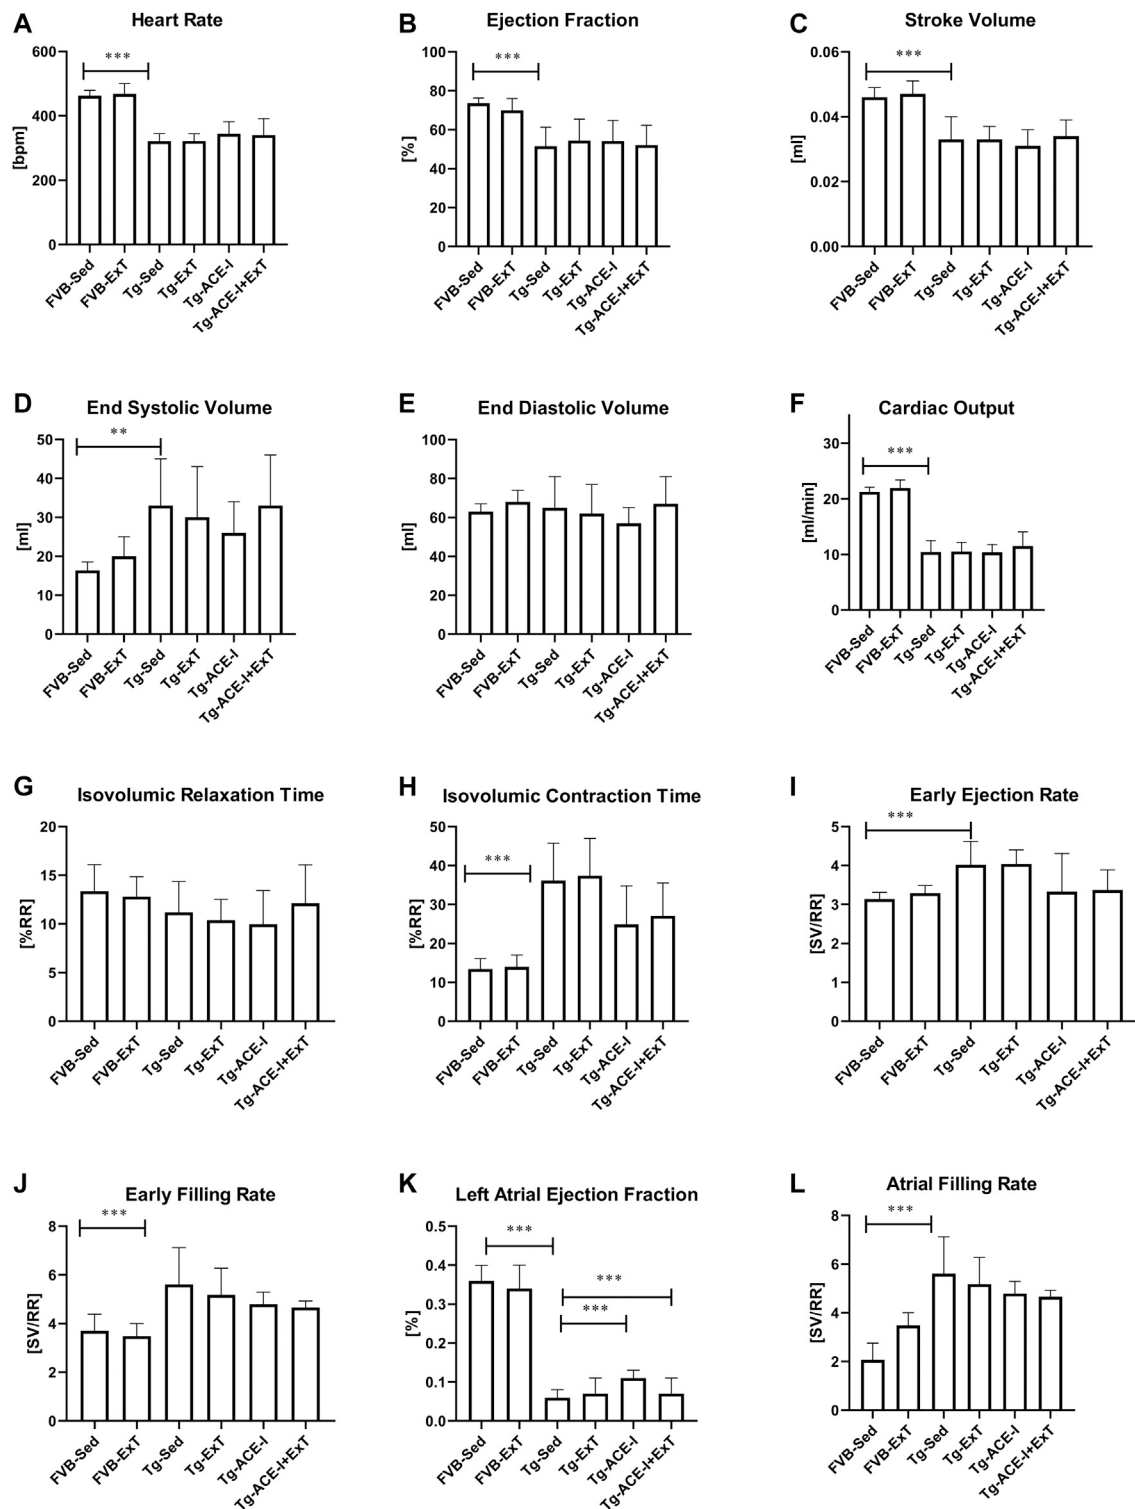 A Heart Rate
***
600
400
200
0
[bpm]
FVB-Sed
FVB-ExT
Tg-Sed
Tg-ExT
Tg-ACE-I
Tg-ACE-I+ExT
B Ejection Fraction
***
100
80
60
40
20
0
[%]
FVB-Sed
FVB-ExT
Tg-Sed
Tg-ExT
Tg-ACE-I
Tg-ACE-I+ExT
C Stroke Volume
***
0.06
0.04
0.02
0.00
[ml]
FVB-Sed
FVB-ExT
Tg-Sed
Tg-ExT
Tg-ACE-I
Tg-ACE-I+ExT
D End Systolic Volume
**
50
40
30
20
10
0
[ml]
FVB-Sed
FVB-ExT
Tg-Sed
Tg-ExT
Tg-ACE-I
Tg-ACE-I+ExT
E End Diastolic Volume
100
80
60
40
20
0
[ml]
FVB-Sed
FVB-ExT
Tg-Sed
Tg-ExT
Tg-ACE-I
Tg-ACE-I+ExT
F Cardiac Output
***
30
20
10
0
[ml/min]
FVB-Sed
FVB-ExT
Tg-Sed
Tg-ExT
Tg-ACE-I
Tg-ACE-I+ExT
G Isovolumic Relaxation Time
20
15
10
5
0
[%RR]
FVB-Sed
FVB-ExT
Tg-Sed
Tg-ExT
Tg-ACE-I
Tg-ACE-I+ExT
H Isovolumic Contraction Time
***
50
40
30
20
10
0
[%RR]
FVB-Sed
FVB-ExT
Tg-Sed
Tg-ExT
Tg-ACE-I
Tg-ACE-I+ExT
I Early Ejection Rate
***
5
4
3
2
1
0
[SV/RR]
FVB-Sed
FVB-ExT
Tg-Sed
Tg-ExT
Tg-ACE-I
Tg-ACE-I+ExT
J Early Filling Rate
***
8
6
4
2
0
[SV/RR]
FVB-Sed
FVB-ExT
Tg-Sed
Tg-ExT
Tg-ACE-I
Tg-ACE-I+ExT
K Left Atrial Ejection Fraction
***
***
***
0.5
0.4
0.3
0.1
0.0
[%]
FVB-Sed
FVB-ExT
Tg-Sed
Tg-ExT
Tg-ACE-I
Tg-ACE-I+ExT
L Atrial Filling Rate
***
8
6
4
2
0
[SV/RR]
FVB-Sed
FVB-ExT
Tg-Sed
Tg-ExT
Tg-ACE-I
Tg-ACE-I+ExT